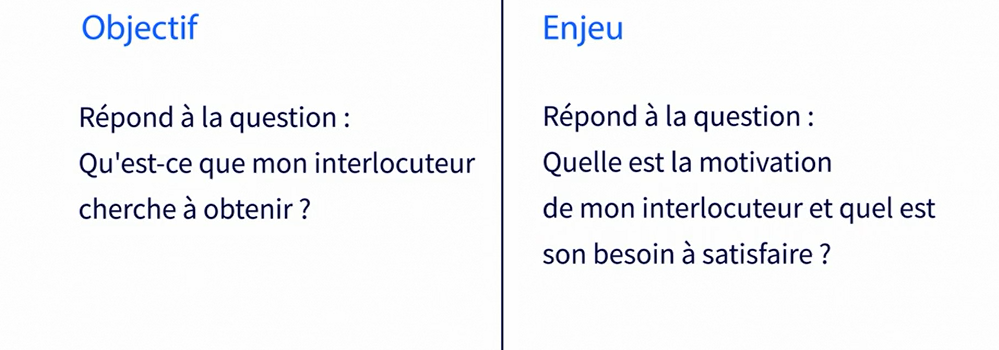 Objectif
Répond à la question :
Qu'est-ce que mon interlocuteur
cherche à obtenir ?
Enjeu
Répond à la question :
Quelle est la motivation
de mon interlocuteur et quel est
son besoin à satisfaire ?